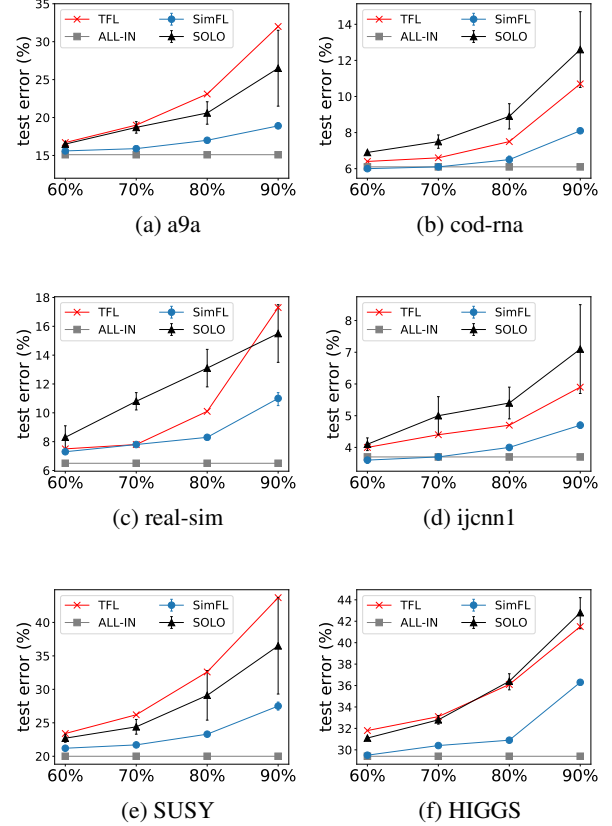 35
30
25
20
15
test error (%)
TFL
ALL-IN
SimFL
SOLO
60% 70% 80% 90%
(a) a9a
14
12
10
8
6
test error (%)
TFL
ALL-IN
SimFL
SOLO
60% 70% 80% 90%
(b) cod-rna
18
16
14
12
10
8
6
test error (%)
TFL
ALL-IN
SimFL
SOLO
60% 70% 80% 90%
(c) real-sim
8
7
6
5
4
test error (%)
TFL
ALL-IN
SimFL
SOLO
60% 70% 80% 90%
(d) ijcnn1
40
35
30
25
20
test error (%)
TFL
ALL-IN
SimFL
SOLO
60% 70% 80% 90%
(e) SUSY
42
40
38
36
34
32
30
test error (%)
TFL
ALL-IN
SimFL
SOLO
60% 70% 80% 90%
(f) HIGGS